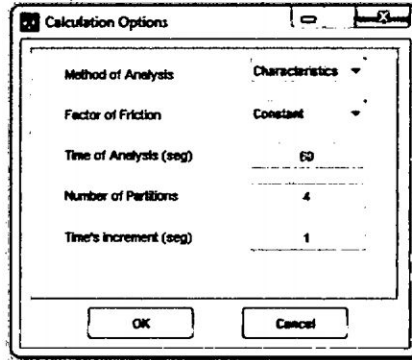 Calculation Options
Method of Analysis Characteristics
Factor of Friction Constant
Time of Analysis (seg) 60
Number of Partitions 4
Time's increment (seg) 1
OK Cancel